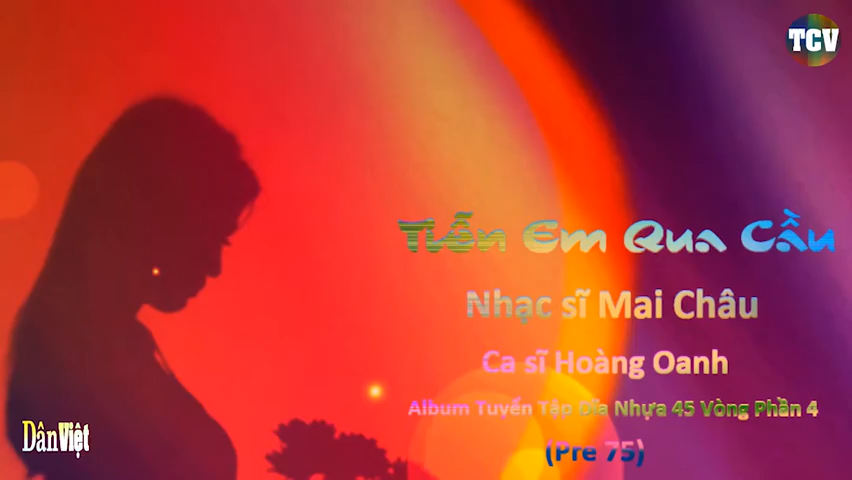 TCV
Tiễn Em Qua Cầu
Nhạc sĩ Mai Châu
Ca sĩ Hoàng Oanh
Album Tuyển Tập Dĩa Nhựa 45 Vòng Phần 4
(Pre 75)
DânViệt